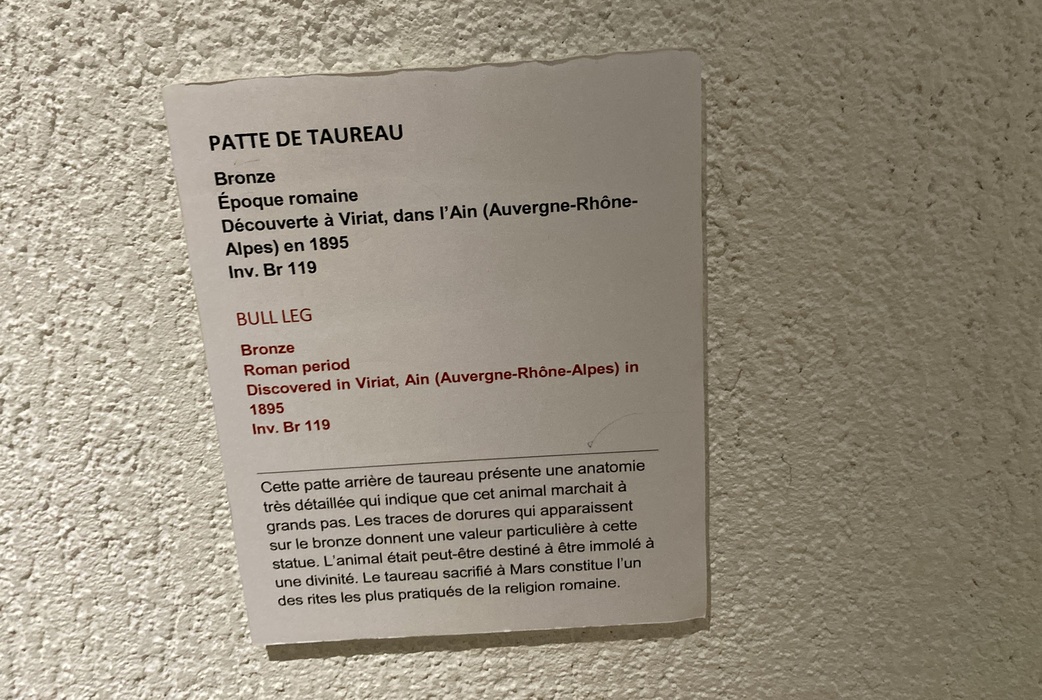 PATTE DE TAUREAU
Bronze
Époque romaine
Découverte à Viriat, dans l'Ain (Auvergne-Rhône-
Alpes) en 1895
Inv. Br 119
BULL LEG
Bronze
Roman period
Discovered in Viriat, Ain (Auvergne-Rhône-Alpes) in
1895
Inv. Br 119
Cette patte arrière de taureau présente une anatomie
très détaillée qui indique que cet animal marchait à
grands pas. Les traces de dorures qui apparaissent
sur le bronze donnent une valeur particulière à cette
statue. L'animal était peut-être destiné à être immolé à
une divinité. Le taureau sacrifié à Mars constitue l'un
des rites les plus pratiqués de la religion romaine.